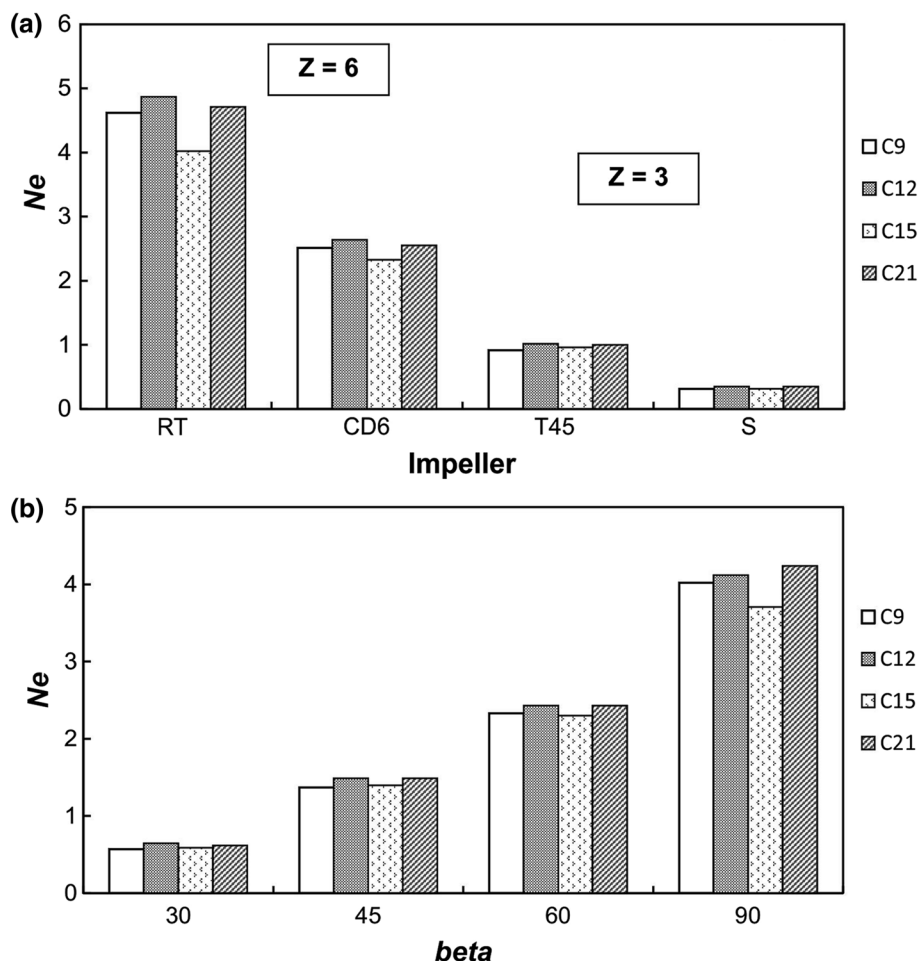 (a)
6
5
4
3
2
1
0
Ne
Z = 6
Z = 3
C9
C12
C15
C21
RT CD6 T45 S
Impeller
(b)
5
4
3
2
1
0
Ne
C9
C12
C15
C21
30 45 60 90
beta